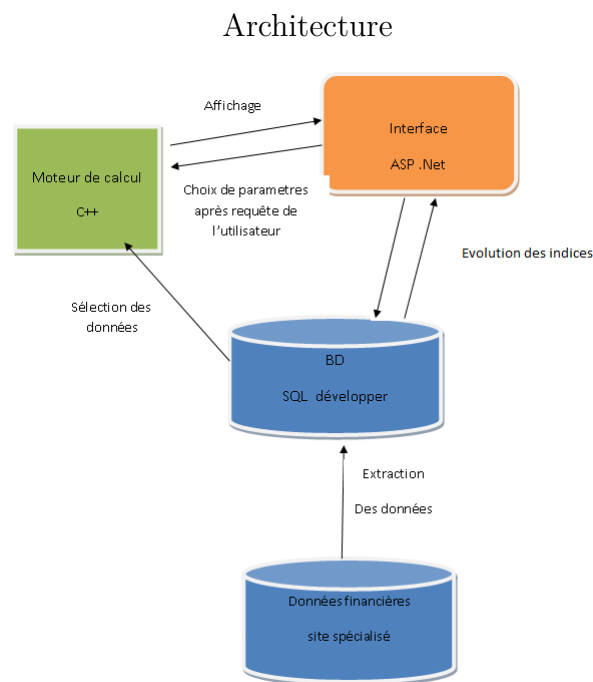 Architecture
Affichage
Interface
ASP .Net
Moteur de calcul
C++
Choix de parametres
après requête de
l'utilisateur
Evolution des indices
Sélection des
données
BD
SQL développer
Extraction
Des données
Données financières
site spécialisé